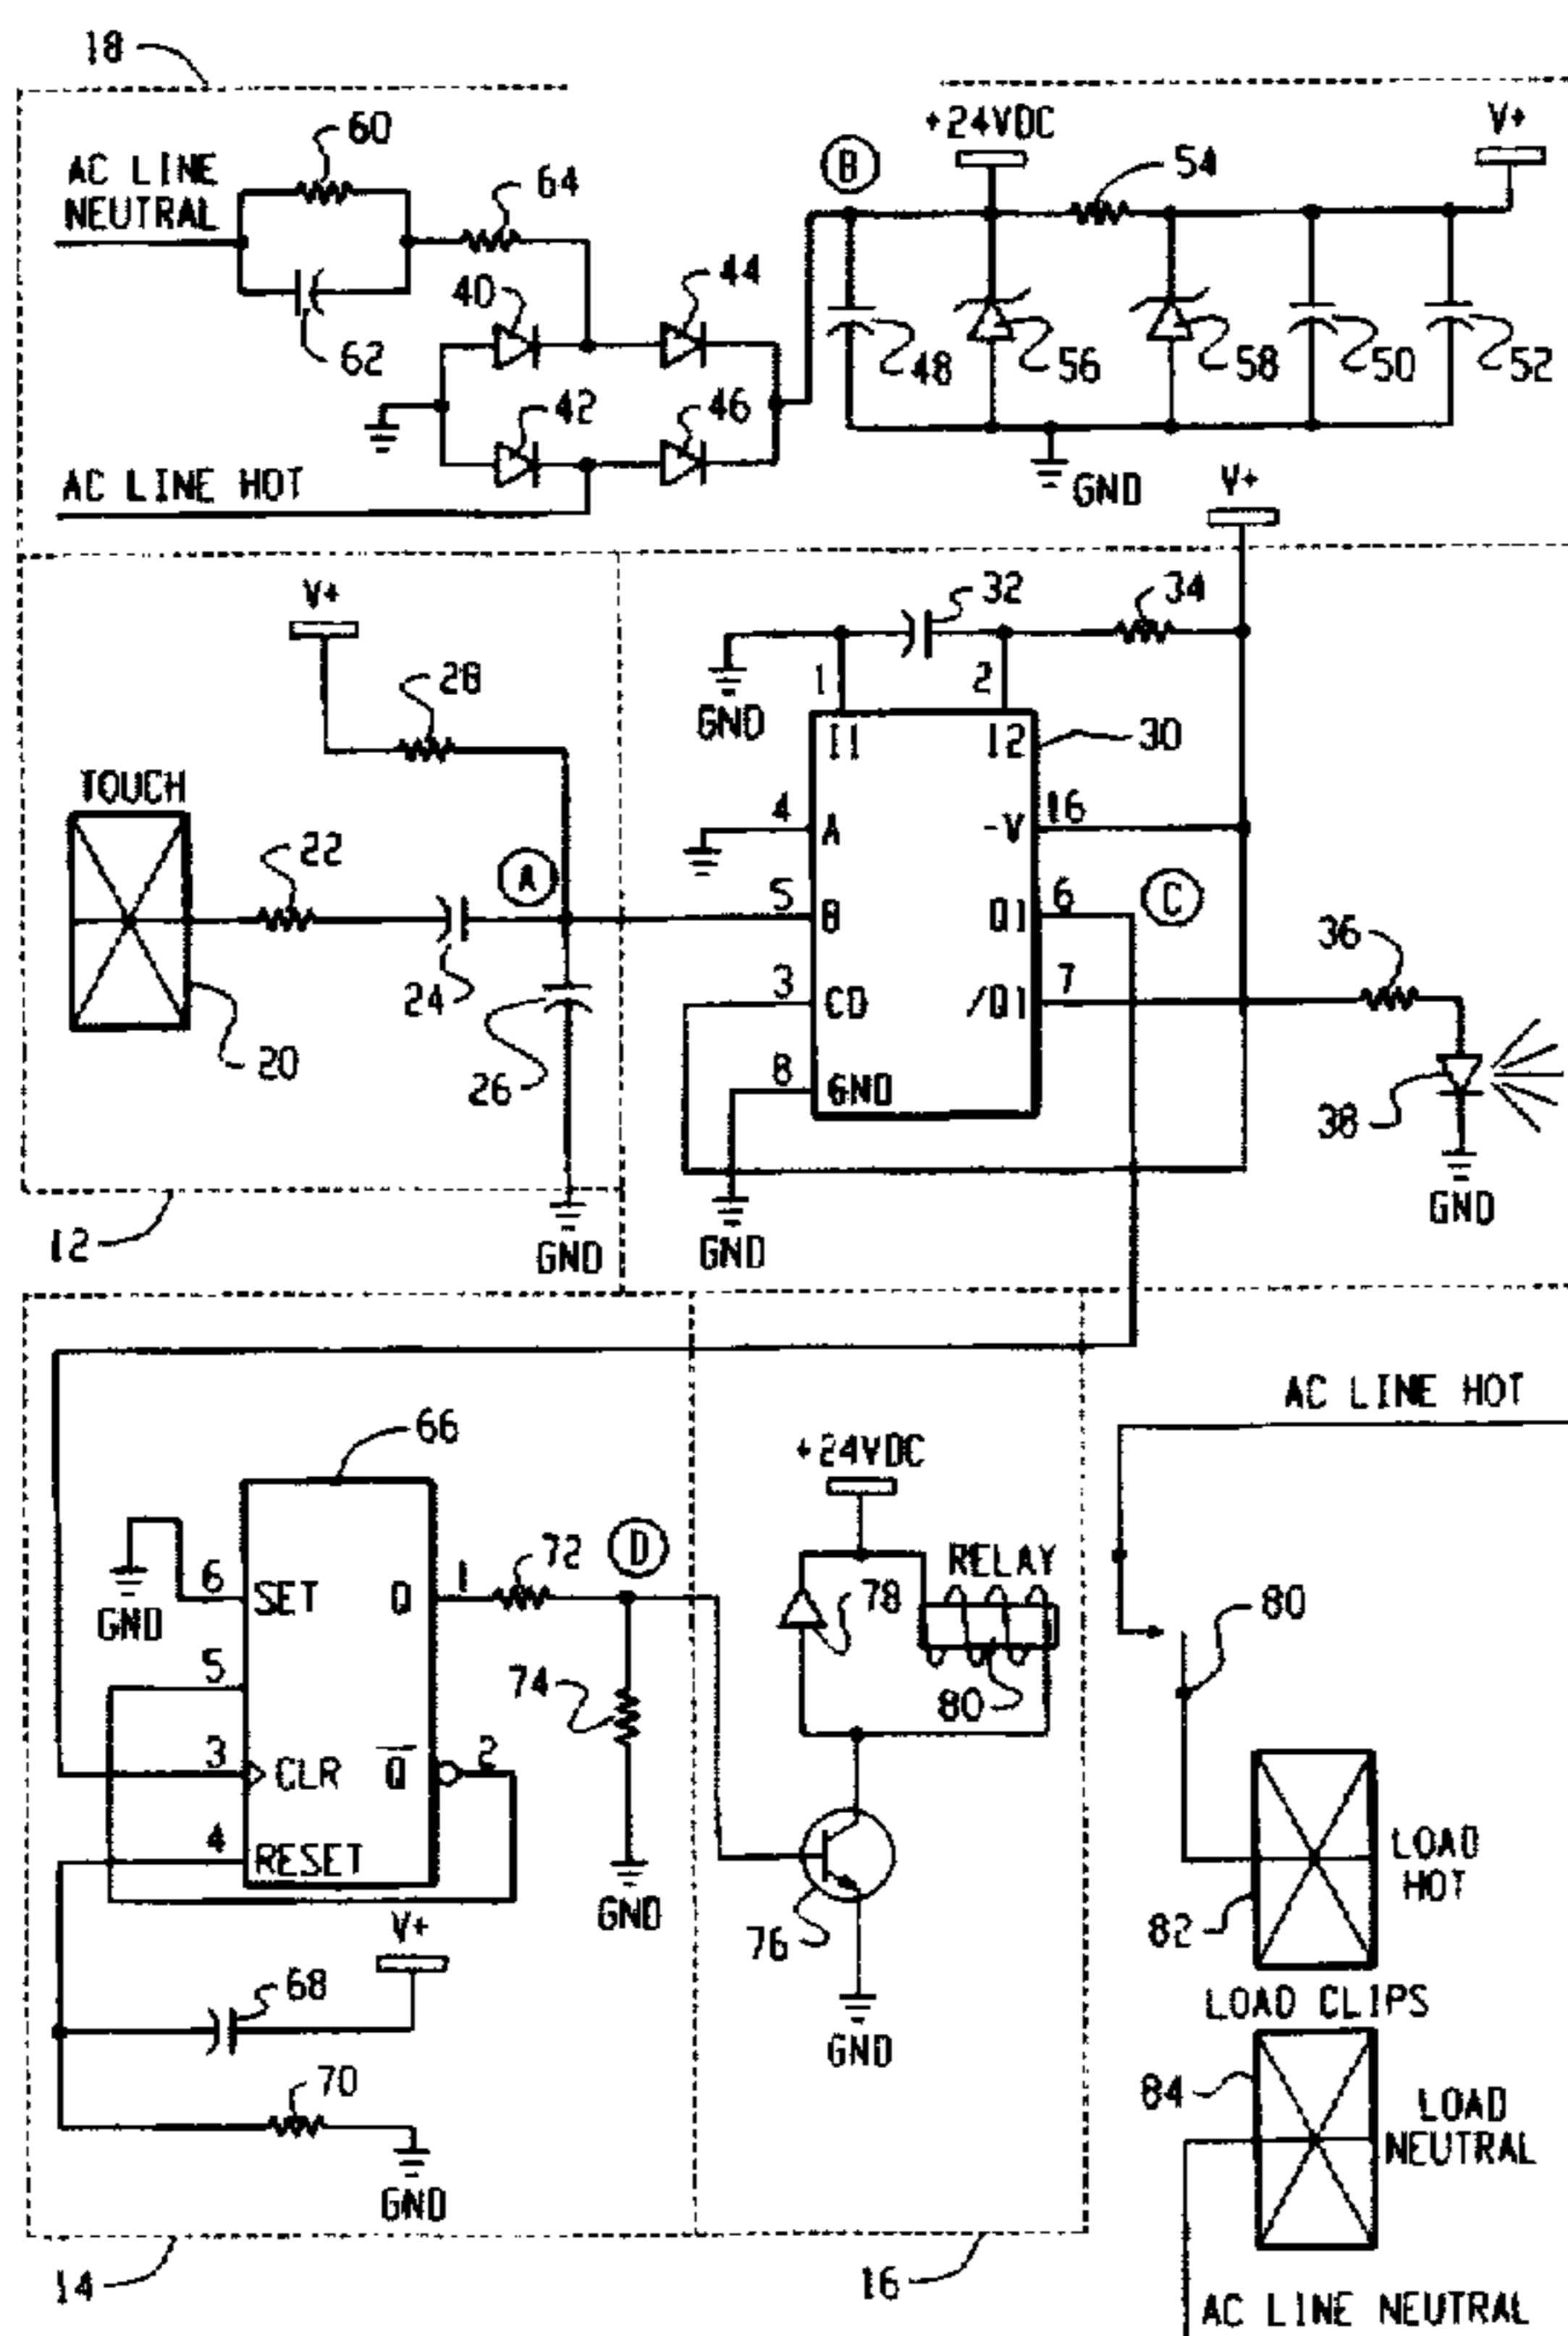 18
60
AC LINE
NEUTRAL
64
62
40
44
42
46
AC LINE HOT
B
+24VDC
54
V+
48
56
58
50
52
GND
V+
V+
28
TOUCH
22
A
24
20
26
GND
12
32
34
1
2
GND
I1
I2
30
4
A
-V
16
5
B
Q1
6
C
3
CD
/Q1
7
36
8
GND
38
GND
GND
66
+24VDC
AC LINE HOT
6
SET
Q
1
72
D
GND
RELAY
78
80
80
5
74
3
CLR
Q
2
4
RESET
GND
76
V+
68
GND
70
GND
LOAD
HOT
82
LOAD CLIPS
84
LOAD
NEUTRAL
14
16
AC LINE NEUTRAL